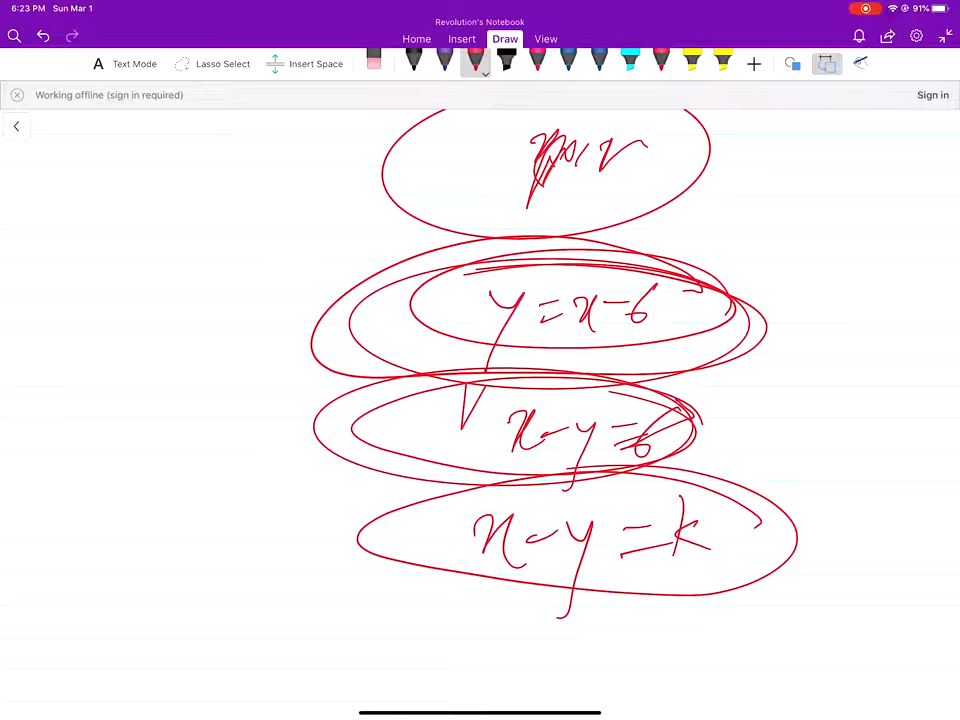 6:23 PM Sun Mar 1
91%
Revolution's Notebook
Home Insert Draw View
A Text Mode Lasso Select Insert Space
Working offline (sign in required) Sign in
y = x - 6
x - y = 6
x - y = k